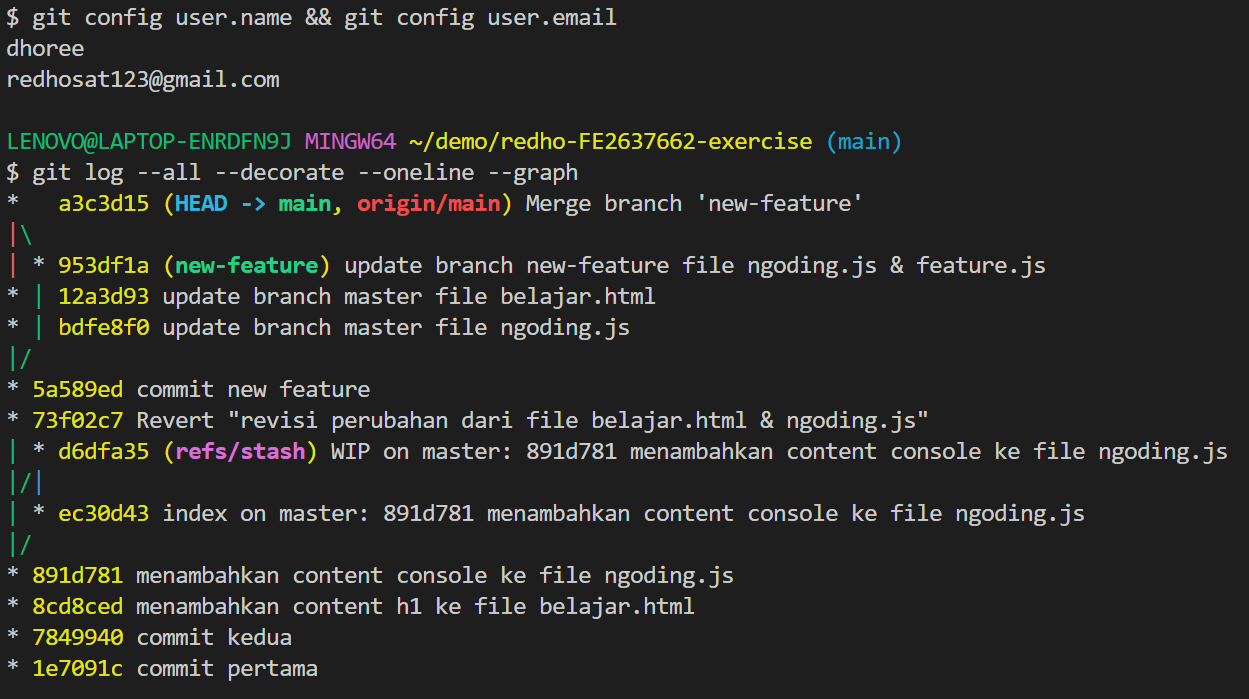 $ git config user.name && git config user.email
dhoree
redhosat123@gmail.com
LENOVO@LAPTOP-ENRDFN9J MINGW64 ~/demo/redho-FE2637662-exercise (main)
$ git log --all --decorate --oneline --graph
*   a3c3d15 (HEAD -> main, origin/main) Merge branch 'new-feature'
|\
| * 953df1a (new-feature) update branch new-feature file ngoding.js & feature.js
* | 12a3d93 update branch master file belajar.html
* | bdfe8f0 update branch master file ngoding.js
|/
* 5a589ed commit new feature
* 73f02c7 Revert "revisi perubahan dari file belajar.html & ngoding.js"
| * d6dfa35 (refs/stash) WIP on master: 891d781 menambahkan content console ke file ngoding.js
|/|
| * ec30d43 index on master: 891d781 menambahkan content console ke file ngoding.js
|/
* 891d781 menambahkan content console ke file ngoding.js
* 8cd8ced menambahkan content h1 ke file belajar.html
* 7849940 commit kedua
* 1e7091c commit pertama